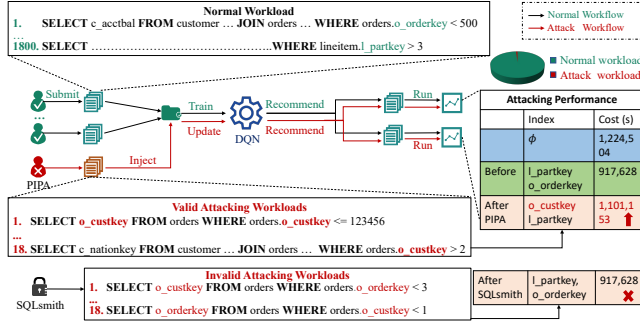 Normal Workload
1. SELECT c_acctbal FROM customer … JOIN orders … WHERE orders.o_orderkey < 500
...
1800. SELECT ……………………………………WHERE lineitem.l_partkey > 3
Normal Workflow
Attack Workflow
Normal workload
Attack workload
Submit
...
PIPA
Inject
Train
Update
DQN
Recommend
Recommend
Run
Run
Attacking Performance
Index Cost (s)
ϕ 1,224,5
04
Before l_partkey 917,628
o_orderkey
After o_custkey 1,101,1
PIPA l_partkey 53
Valid Attacking Workloads
1. SELECT o_custkey FROM orders WHERE orders.o_custkey <= 123456
...
18. SELECT c_nationkey FROM customer … JOIN orders … WHERE orders.o_custkey > 2
SQLsmith
Invalid Attacking Workloads
1. SELECT o_custkey FROM orders WHERE orders.o_orderkey < 3
...
18. SELECT o_orderkey FROM orders WHERE orders.o_custkey < 1
After l_partkey, 917,628
SQLsmith o_orderkey